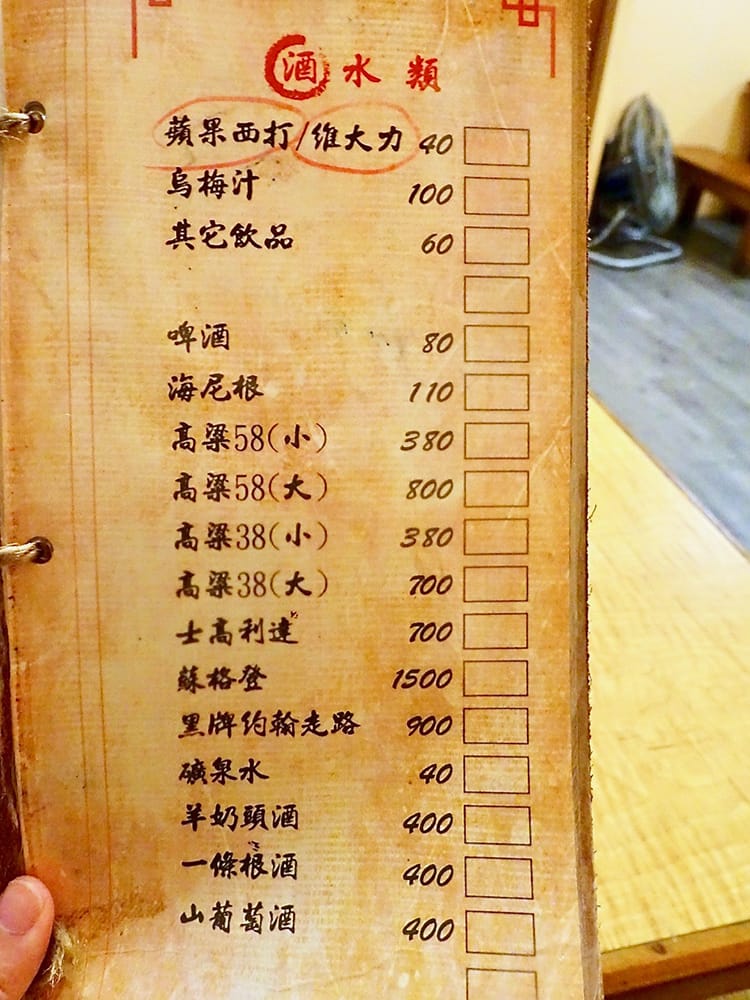 酒水類
蘋果西打/維大力 40
烏梅汁 100
其它飲品 60
啤酒 80
海尼根 110
高粱58(小) 380
高粱58(大) 800
高粱38(小) 380
高粱38(大) 700
士高利達 700
蘇格登 1500
黑牌約翰走路 900
礦泉水 40
羊奶頭酒 400
一條根酒 400
山葡萄酒 400